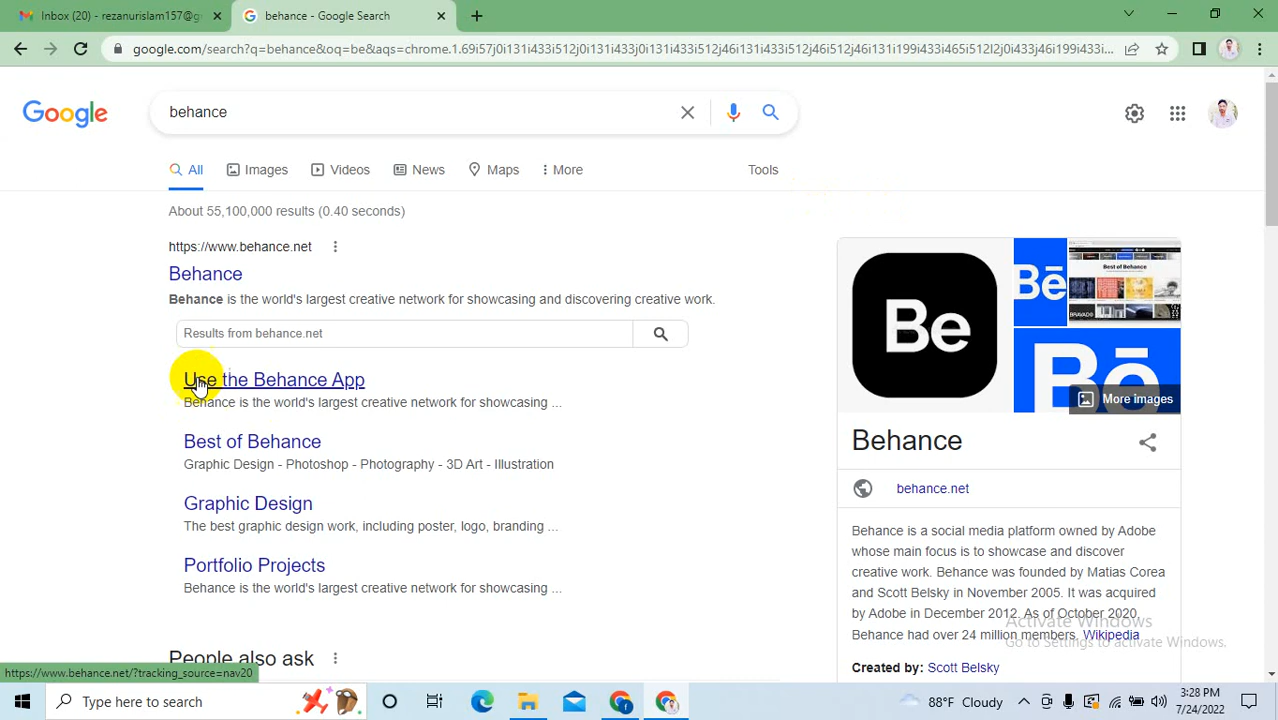 Inbox (20) - rezanurislam157@g
behance - Google Search
google.com/search?q=behance&oq=be&aqs=chrome.1.69i57j0i131i433i512j0i131i433j46i131i433i512j46i512j46i131i199i433i465i512l2j0i433j46i199i433i...
Google
behance
All
Images
Videos
News
Maps
More
Tools
About 55,100,000 results (0.40 seconds)
https://www.behance.net
Behance
Behance is the world's largest creative network for showcasing and discovering creative work.
Results from behance.net
Use the Behance App
Behance is the world's largest creative network for showcasing ...
Best of Behance
Graphic Design - Photoshop - Photography - 3D Art - Illustration
Graphic Design
The best graphic design work, including poster, logo, branding ...
Portfolio Projects
Behance is the world's largest creative network for showcasing ...
People also ask
Be
Bē
Best of Behance
Bē
More images
Behance
behance.net
Behance is a social media platform owned by Adobe
whose main focus is to showcase and discover
creative work. Behance was founded by Matias Corea
and Scott Belsky in November 2005. It was acquired
by Adobe in December 2012. As of October 2020,
Behance had over 24 million members. Wikipedia
Created by: Scott Belsky
Activate Windows
Go to Settings to activate Windows.
https://www.behance.net/?tracking_source=nav20
Type here to search
88°F Cloudy
3:28 PM
7/24/2022